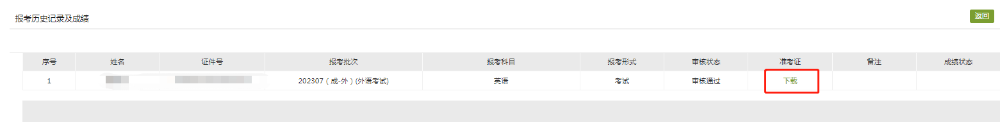 报考历史记录及成绩
返回
序号 姓名 证件号 报考批次 报考科目 报考形式 审核状态 准考证 备注 成绩状态
1 202307（成-外）(外语考试) 英语 考试 审核通过 下载